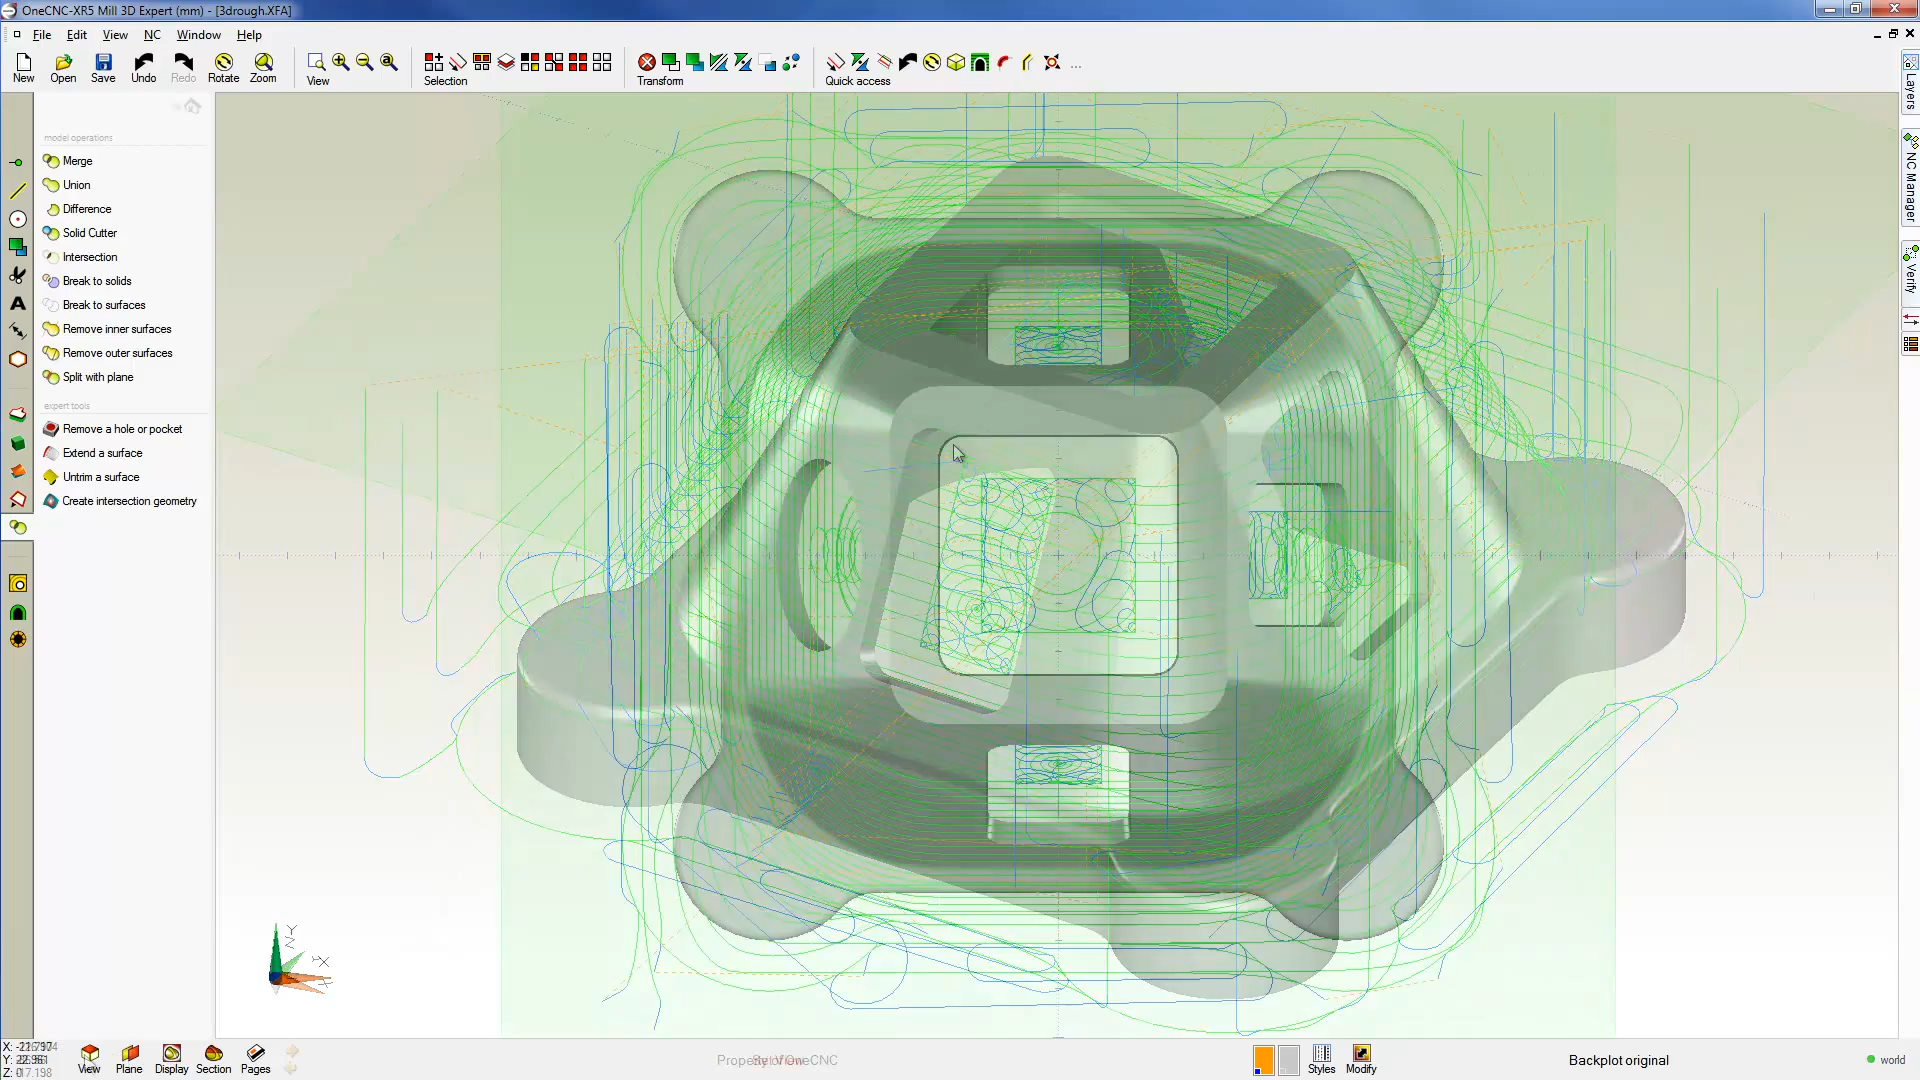 OneCNC-XR5 Mill 3D Expert (mm) - [3drough.XFA]
File Edit View NC Window Help
New Open Save Undo Redo Rotate Zoom View Selection Transform Quick access ...
model operations
Merge
Union
Difference
Solid Cutter
Intersection
Break to solids
Break to surfaces
Remove inner surfaces
Remove outer surfaces
Split with plane
expert tools
Remove a hole or pocket
Extend a surface
Untrim a surface
Create intersection geometry
Layers
NC Manager
Verify
A
Y
Z
X
X:
Y:
Z:
View Plane Display Section Pages
OneCNC
Styles Modify
Backplot original
world